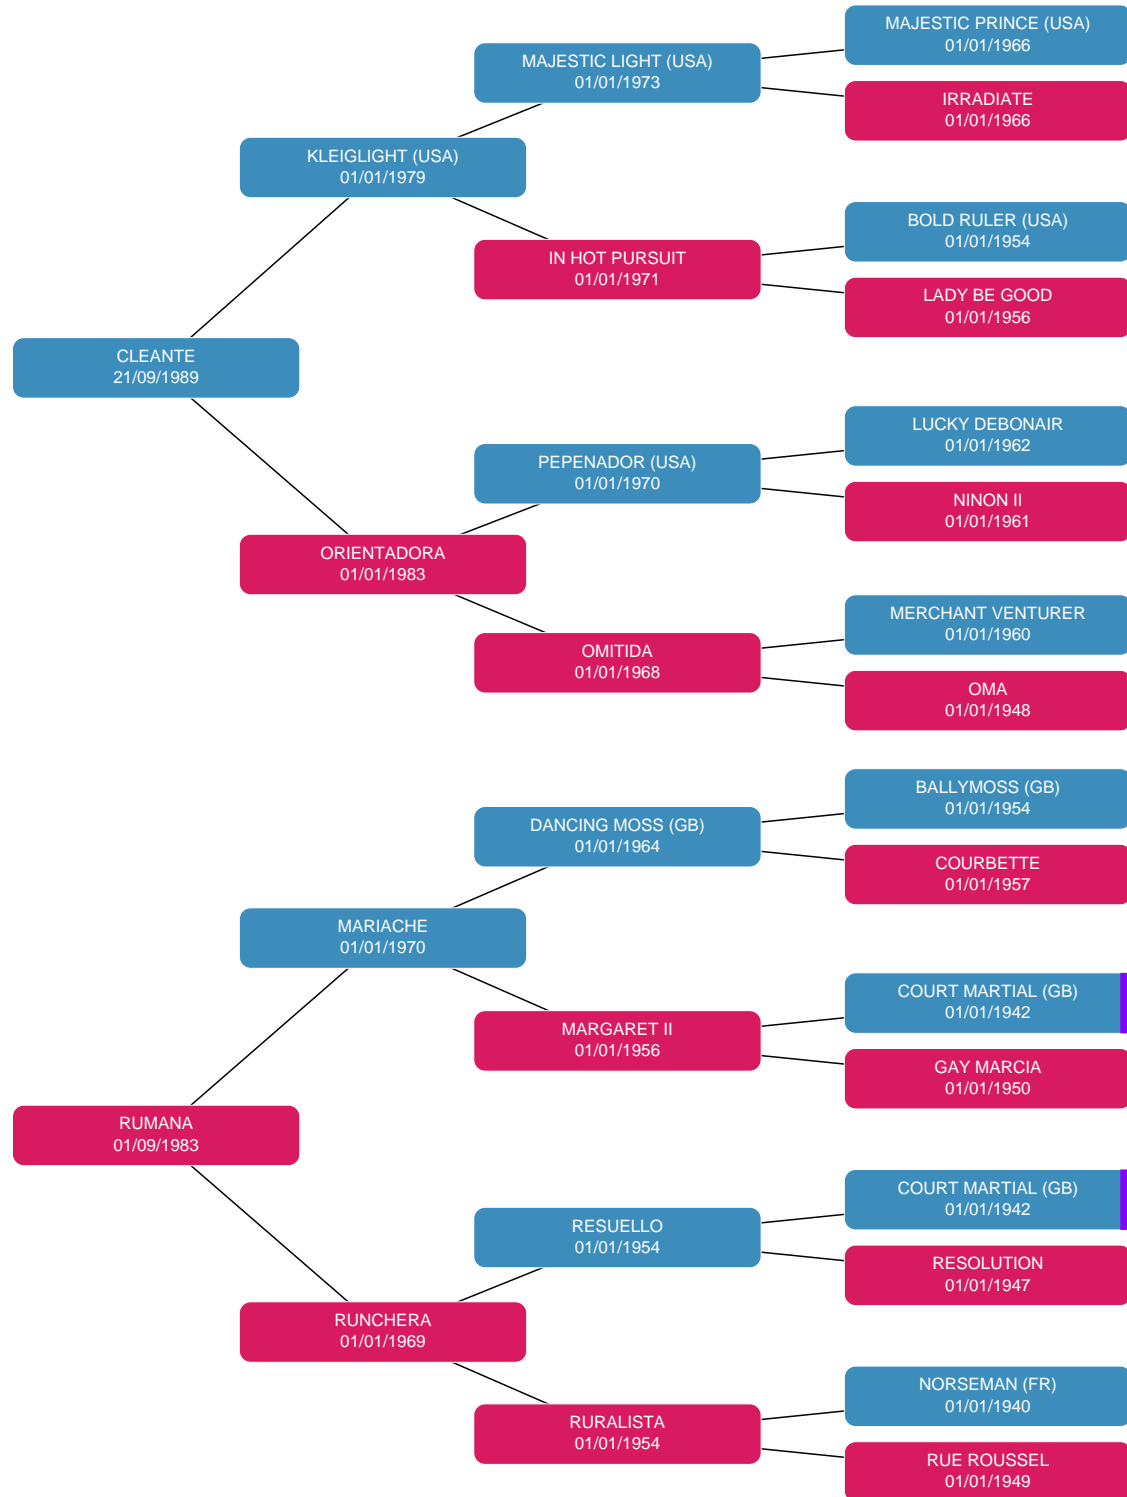 MAJESTIC PRINCE (USA)
01/01/1966
MAJESTIC LIGHT (USA)
01/01/1973
IRRADIATE
01/01/1966
KLEIGLIGHT (USA)
01/01/1979
BOLD RULER (USA)
01/01/1954
IN HOT PURSUIT
01/01/1971
LADY BE GOOD
01/01/1956
CLEANTE
21/09/1989
LUCKY DEBONAIR
01/01/1962
PEPENADOR (USA)
01/01/1970
NINON II
01/01/1961
ORIENTADORA
01/01/1983
MERCHANT VENTURER
01/01/1960
OMITIDA
01/01/1968
OMA
01/01/1948
BALLYMOSS (GB)
01/01/1954
DANCING MOSS (GB)
01/01/1964
COURBETTE
01/01/1957
MARIACHE
01/01/1970
COURT MARTIAL (GB)
01/01/1942
MARGARET II
01/01/1956
GAY MARCIA
01/01/1950
RUMANA
01/09/1983
COURT MARTIAL (GB)
01/01/1942
RESUELLO
01/01/1954
RESOLUTION
01/01/1947
RUNCHERA
01/01/1969
NORSEMAN (FR)
01/01/1940
RURALISTA
01/01/1954
RUE ROUSSEL
01/01/1949